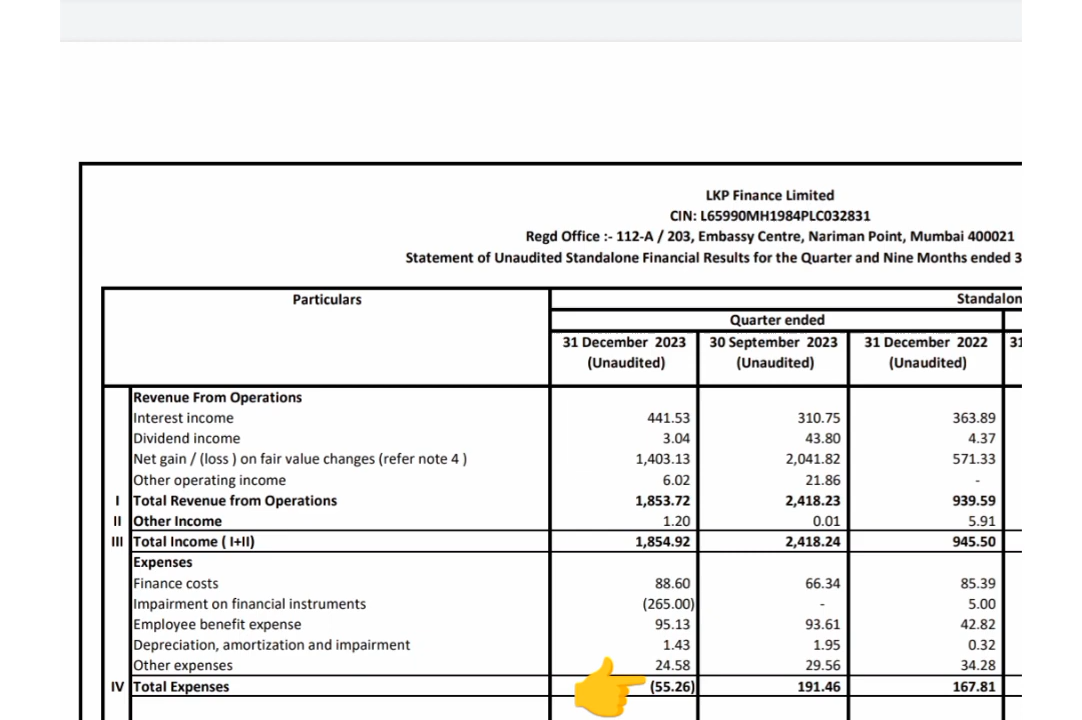 LKP Finance Limited
CIN: L65990MH1984PLC032831
Regd Office :- 112-A / 203, Embassy Centre, Nariman Point, Mumbai 400021
Statement of Unaudited Standalone Financial Results for the Quarter and Nine Months ended 3
Particulars Standalon
Quarter ended
31 December 2023 30 September 2023 31 December 2022 31
(Unaudited) (Unaudited) (Unaudited)
Revenue From Operations
Interest income 441.53 310.75 363.89
Dividend income 3.04 43.80 4.37
Net gain / (loss ) on fair value changes (refer note 4 ) 1,403.13 2,041.82 571.33
Other operating income 6.02 21.86 -
I Total Revenue from Operations 1,853.72 2,418.23 939.59
II Other Income 1.20 0.01 5.91
III Total Income ( I+II) 1,854.92 2,418.24 945.50
Expenses
Finance costs 88.60 66.34 85.39
Impairment on financial instruments (265.00) - 5.00
Employee benefit expense 95.13 93.61 42.82
Depreciation, amortization and impairment 1.43 1.95 0.32
Other expenses 24.58 29.56 34.28
IV Total Expenses (55.26) 191.46 167.81